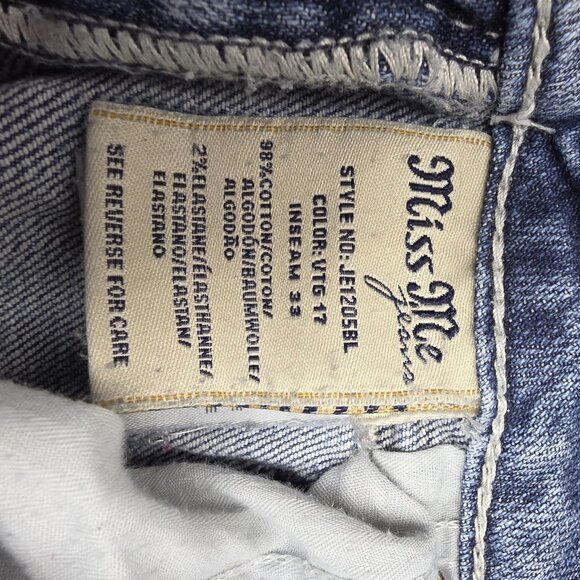 Miss Me
jeans
STYLE NO: JE1205BL
COLOR: VTG 17
INSEAM 33
98% COTTON/COTON/
ALGODÓN/BAUMWOLLE/
ALGODÃO
2% ELASTANE/ÉLASTHANNE/
ELASTANO/ELASTAN/
ELASTANO
SEE REVERSE FOR CARE